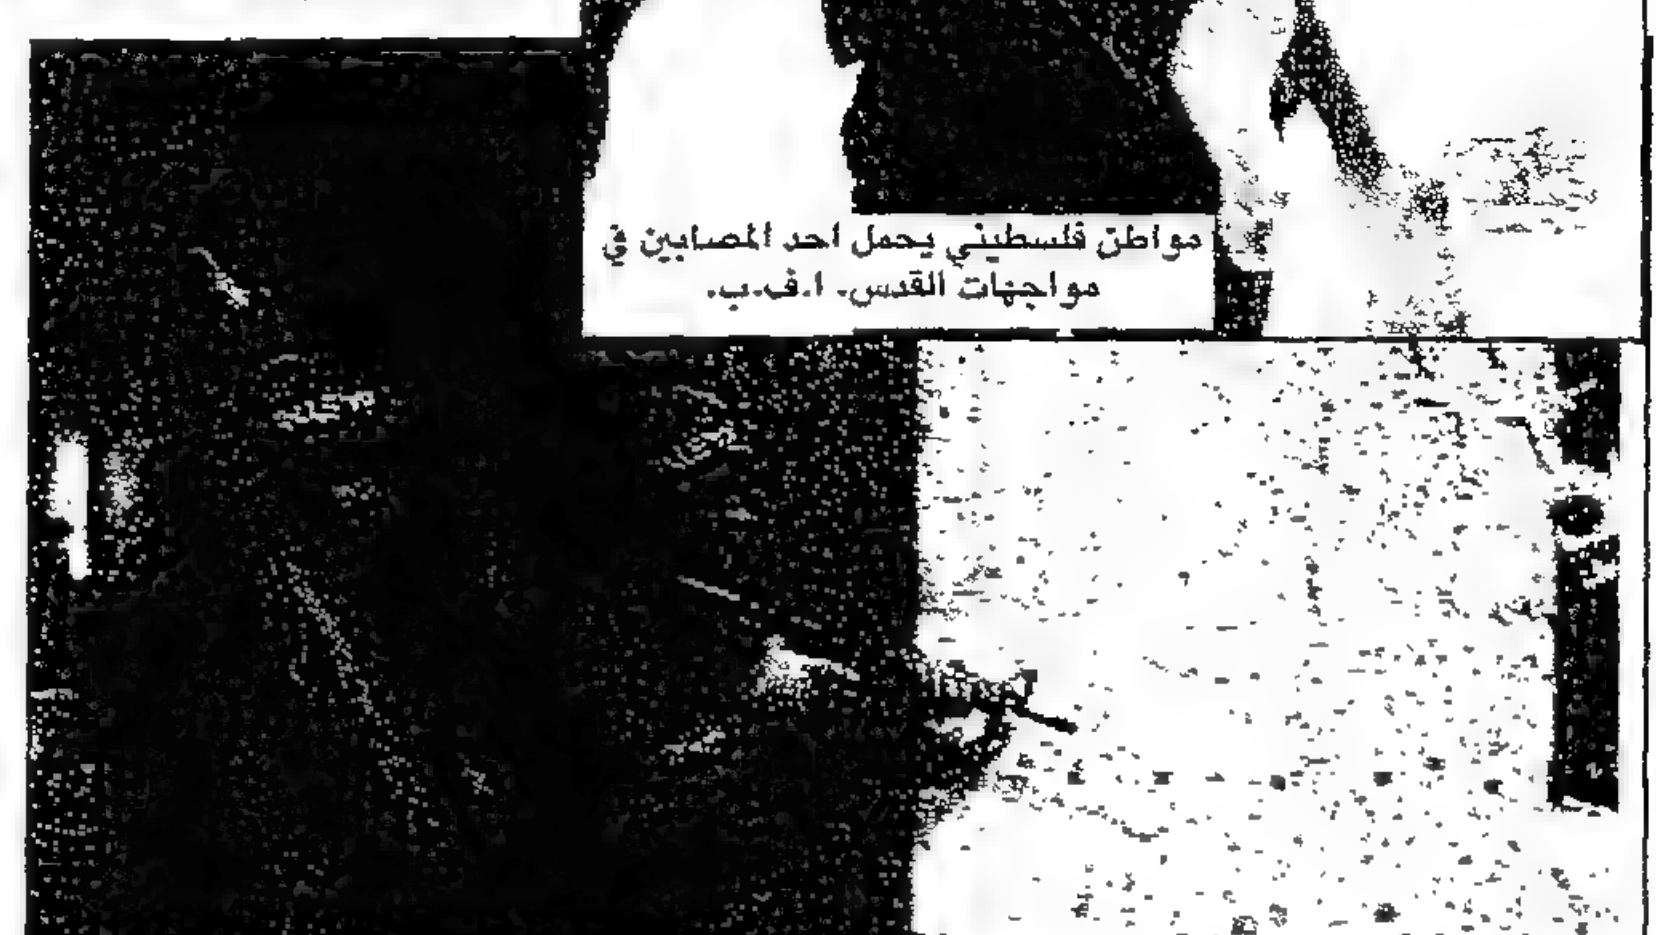 مواطن فلسطيني يحمل احد المصابين في
مواجهات القدس. ا.ف.ب.